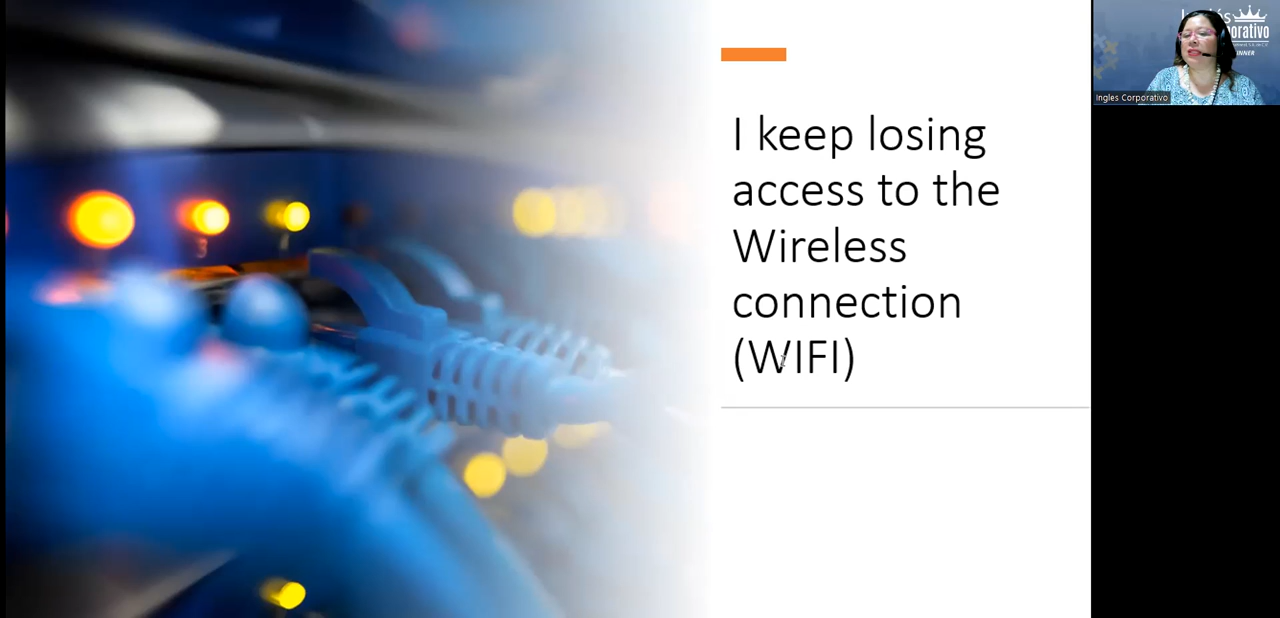 I keep losing
access to the
Wireless
connection
(WIFI)
Ingles Corporativo